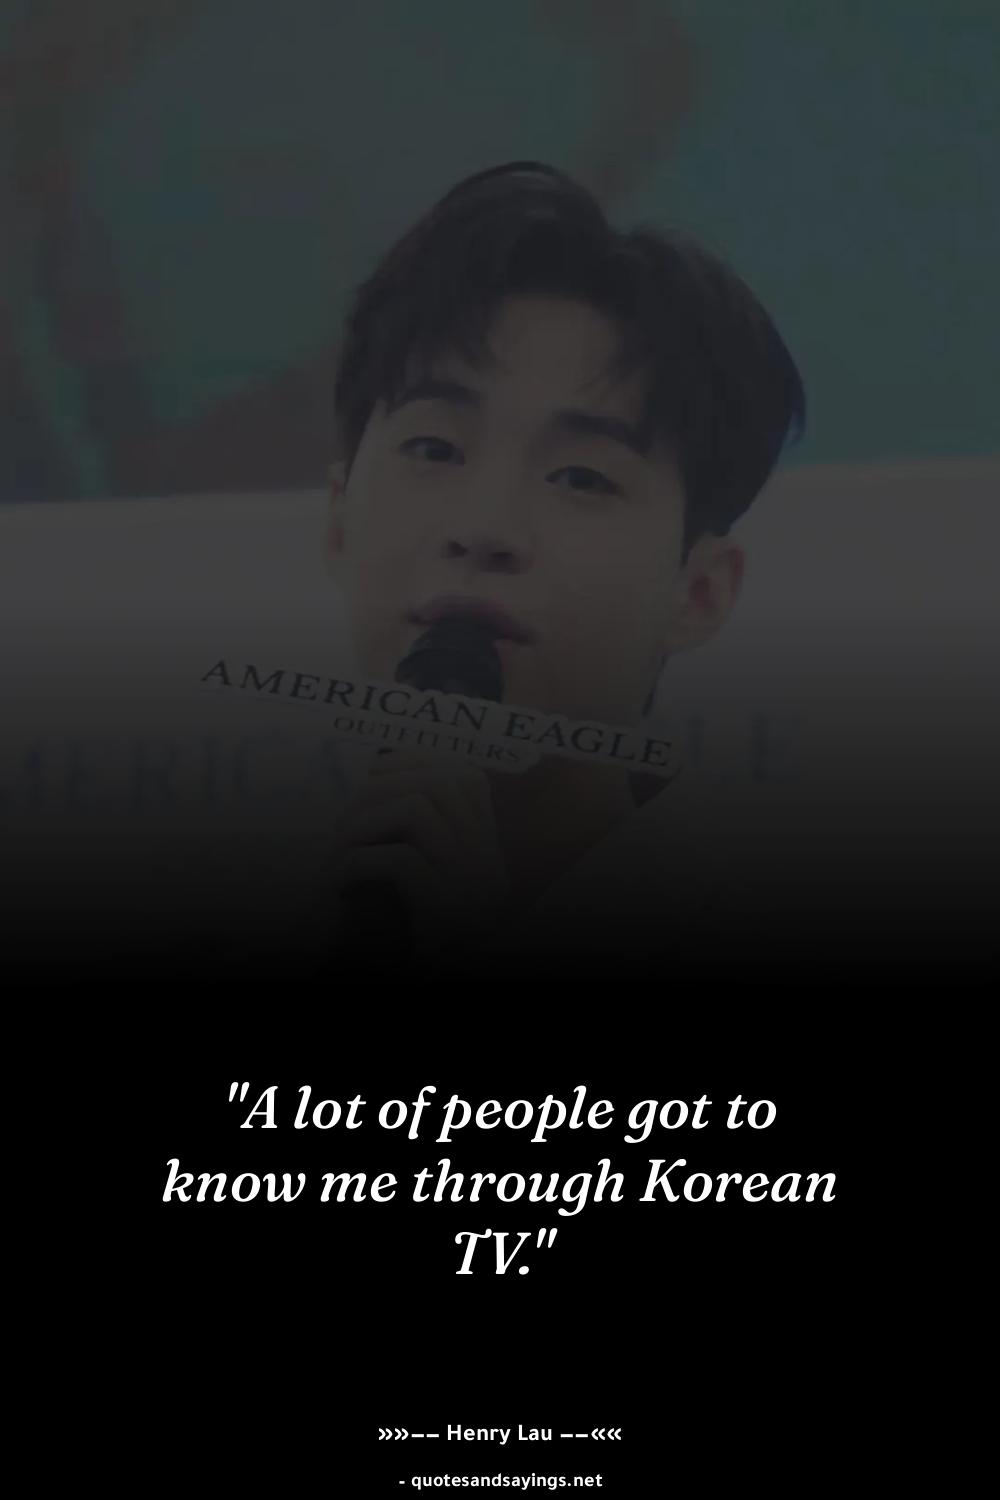 AMERICAN EAGLE
OUTFITTERS
"A lot of people got to
know me through Korean
TV."
»»—— Henry Lau ——««
- quotesandsayings.net